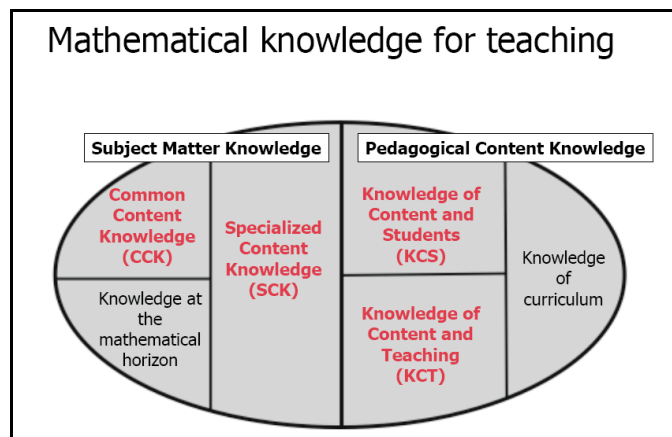 Mathematical knowledge for teaching
Subject Matter Knowledge
Pedagogical Content Knowledge
Common
Content
Knowledge
(CCK)
Knowledge at
the
mathematical
horizon
Specialized
Content
Knowledge
(SCK)
Knowledge of
Content and
Students
(KCS)
Knowledge of
Content and
Teaching
(KCT)
Knowledge
of
curriculum